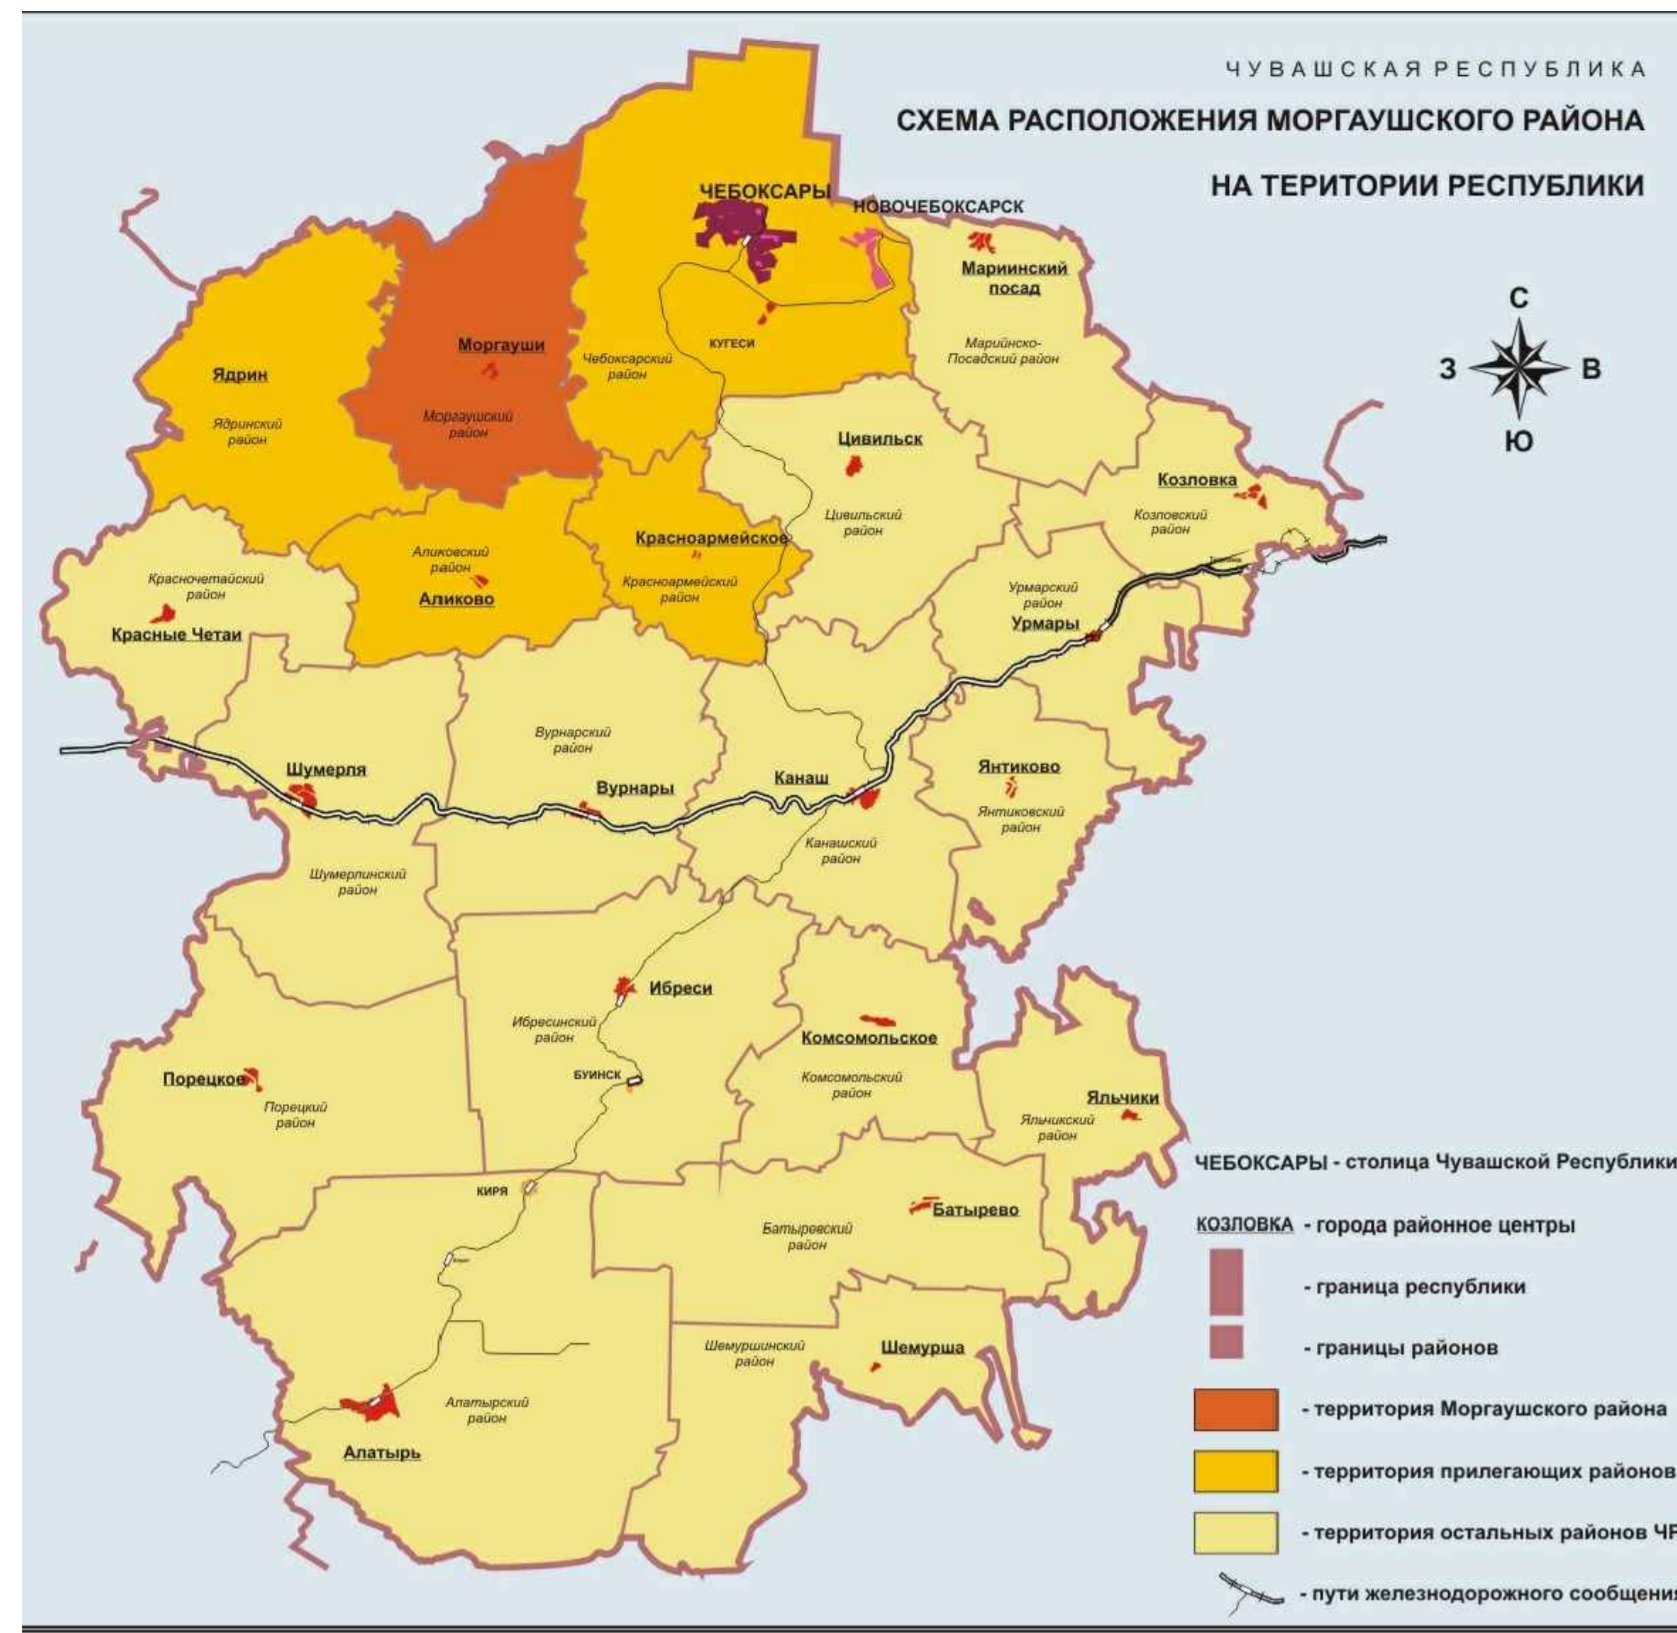 ЧУВАШСКАЯ РЕСПУБЛИКА
СХЕМА РАСПОЛОЖЕНИЯ МОРГАУШСКОГО РАЙОНА
НА ТЕРИТОРИИ РЕСПУБЛИКИ
ЧЕБОКСАРЫ
НОВОЧЕБОКСАРСК
Мариинский
посад
С
З
В
Ю
Моргауши
КУГЕСИ
Марийнско-
Посадский район
Чебоксарский
район
Ядрин
Ядринский
район
Моргаушский
район
Цивильск
Козловка
Цивильский
район
Козловский
район
Красноармейское
Аликовский
район
Красночетайский
район
Красноармейский
район
Аликово
Урмарский
район
Урмары
Красные Четаи
Вурнарский
район
Шумерля
Вурнары
Канаш
Янтиково
Янтиковский
район
Канашский
район
Шумерлинский
район
Ибреси
Ибресинский
район
Комсомольское
БУИНСК
Комсомольский
район
Порецкое
Порецкий
район
Яльчики
Яльчикский
район
КИРЯ
Батырево
Батыревский
район
Шемуршинский
район
Шемурша
Алатырский
район
Алатырь
ЧЕБОКСАРЫ - столица Чувашской Республики
КОЗЛОВКА - города районное центры
- граница республики
- границы районов
- территория Моргаушского района
- территория прилегающих районов
- территория остальных районов ЧР
- пути железнодорожного сообщения